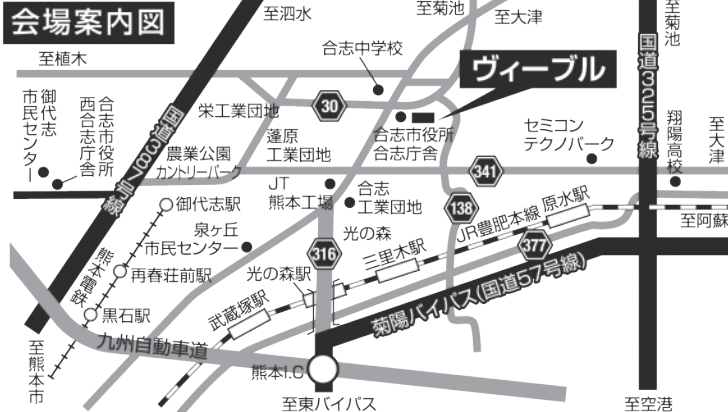 会場案内図
至泗水
至菊池
至大津
至菊池
至植木
合志中学校
ヴィーブル
国道325号線
御代志
市民センター
合志市役所
西合志庁舎
国道387号線
栄工業団地
30
合志市役所
合志庁舎
セミコン
テクノパーク
翔陽高校
至大津
農業公園
カントリーパーク
蓬原
工業団地
341
JT
熊本工場
合志
工業団地
138
御代志駅
泉ヶ丘
市民センター
光の森
316
三里木駅
JR豊肥本線
原水駅
377
至阿蘇
熊本電鉄
再春荘前駅
光の森駅
武蔵塚駅
黒石駅
菊陽バイパス(国道57号線)
九州自動車道
至熊本市
熊本I.C
至東バイパス
至空港